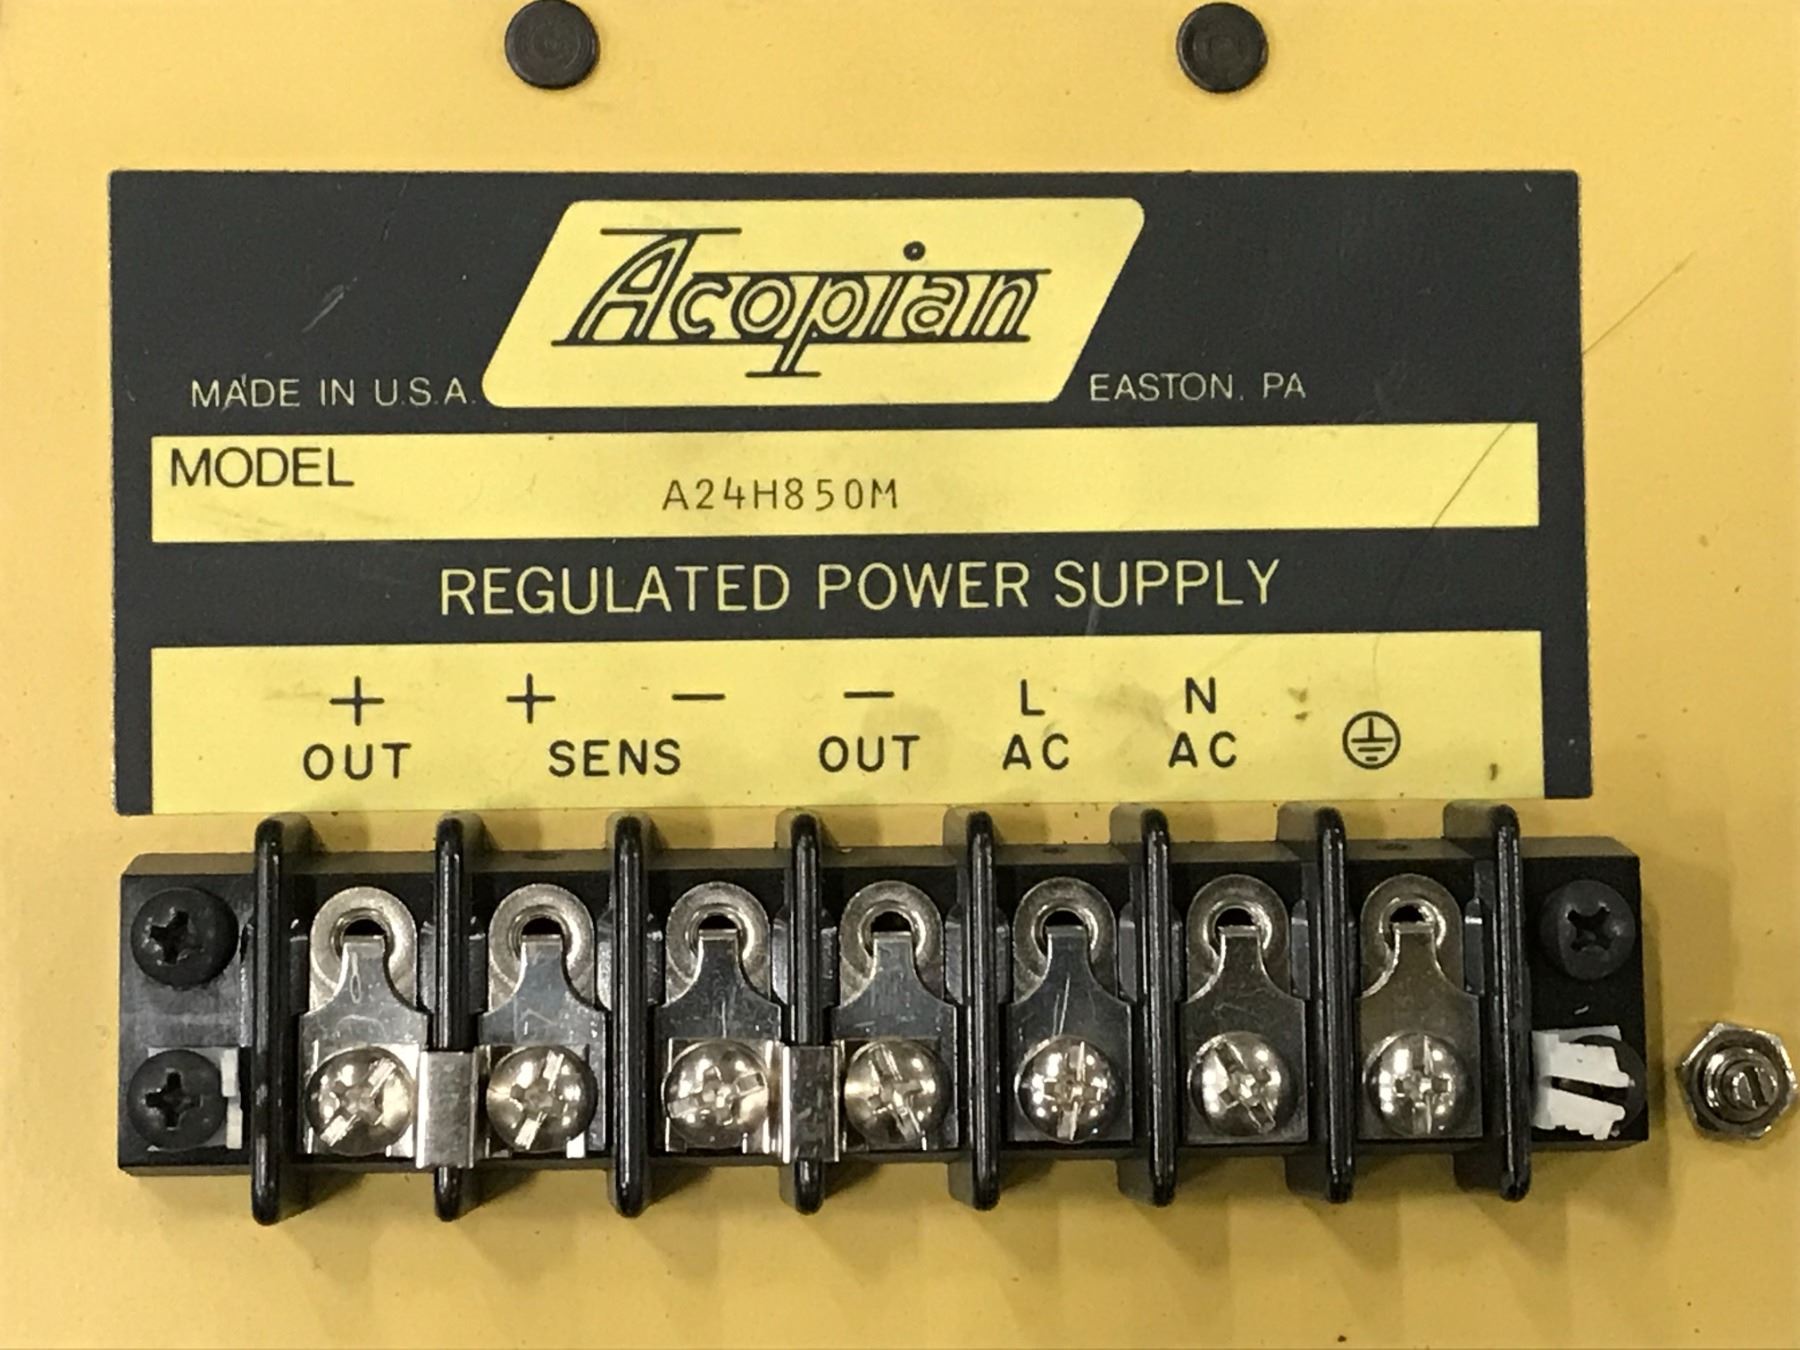 Acopian
MADE IN U.S.A. EASTON, PA
MODEL A24H850M
REGULATED POWER SUPPLY
+ + − − L N
OUT SENS OUT AC AC